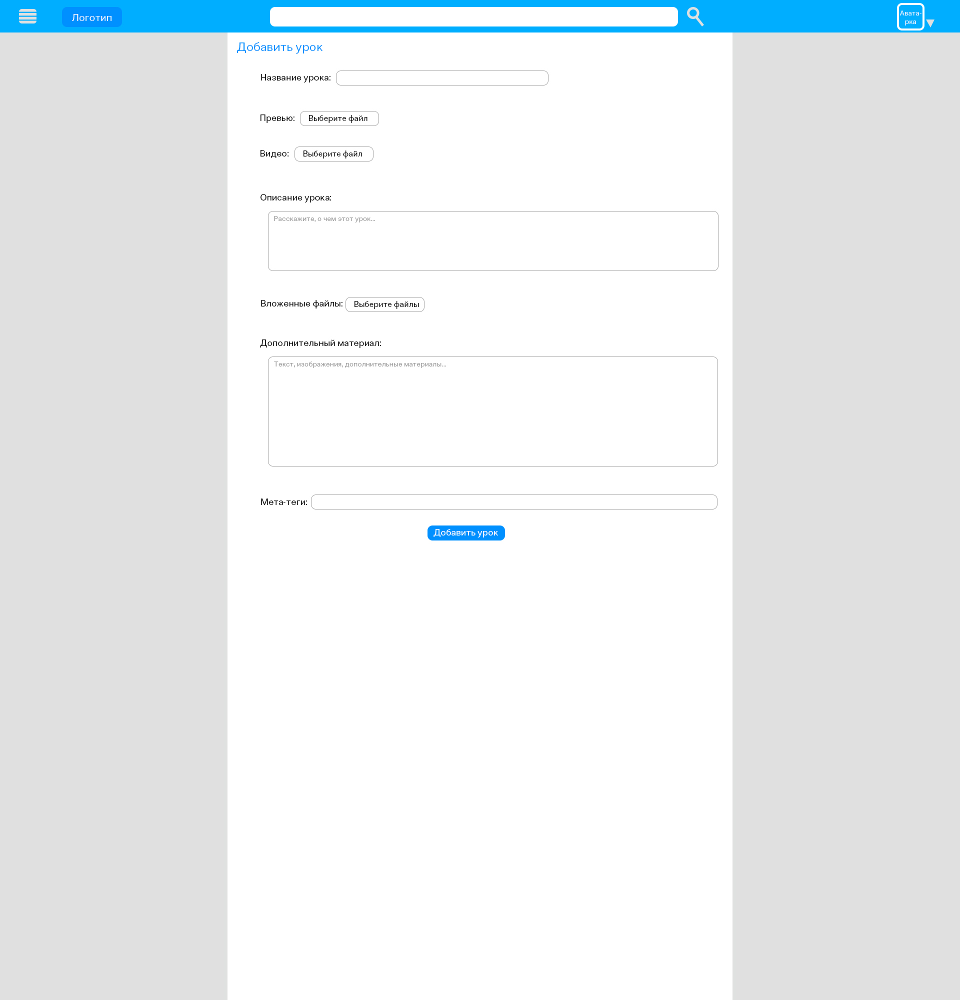 Логотип
Авата-
рка
Добавить урок
Название урока:
Превью: Выберите файл
Видео: Выберите файл
Описание урока:
Расскажите, о чем этот урок...
Вложенные файлы: Выберите файлы
Дополнительный материал:
Текст, изображения, дополнительные материалы...
Мета-теги:
Добавить урок